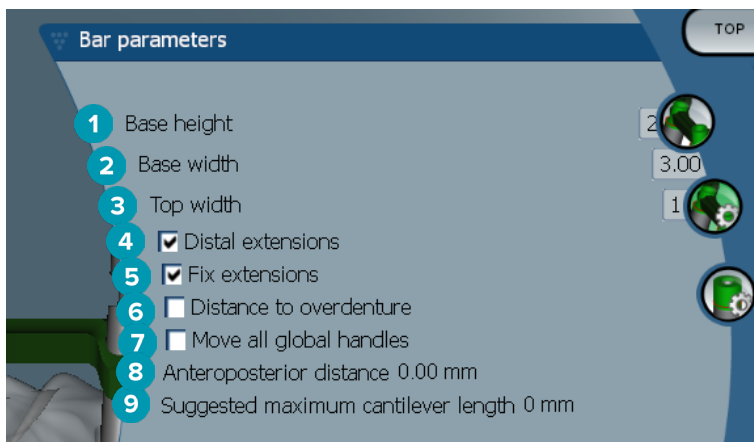 TOP
Bar parameters
1 Base height 2
2 Base width 3.00
3 Top width 1
4 Distal extensions
5 Fix extensions
6 Distance to overdenture
7 Move all global handles
8 Anteroposterior distance 0.00 mm
9 Suggested maximum cantilever length 0 mm